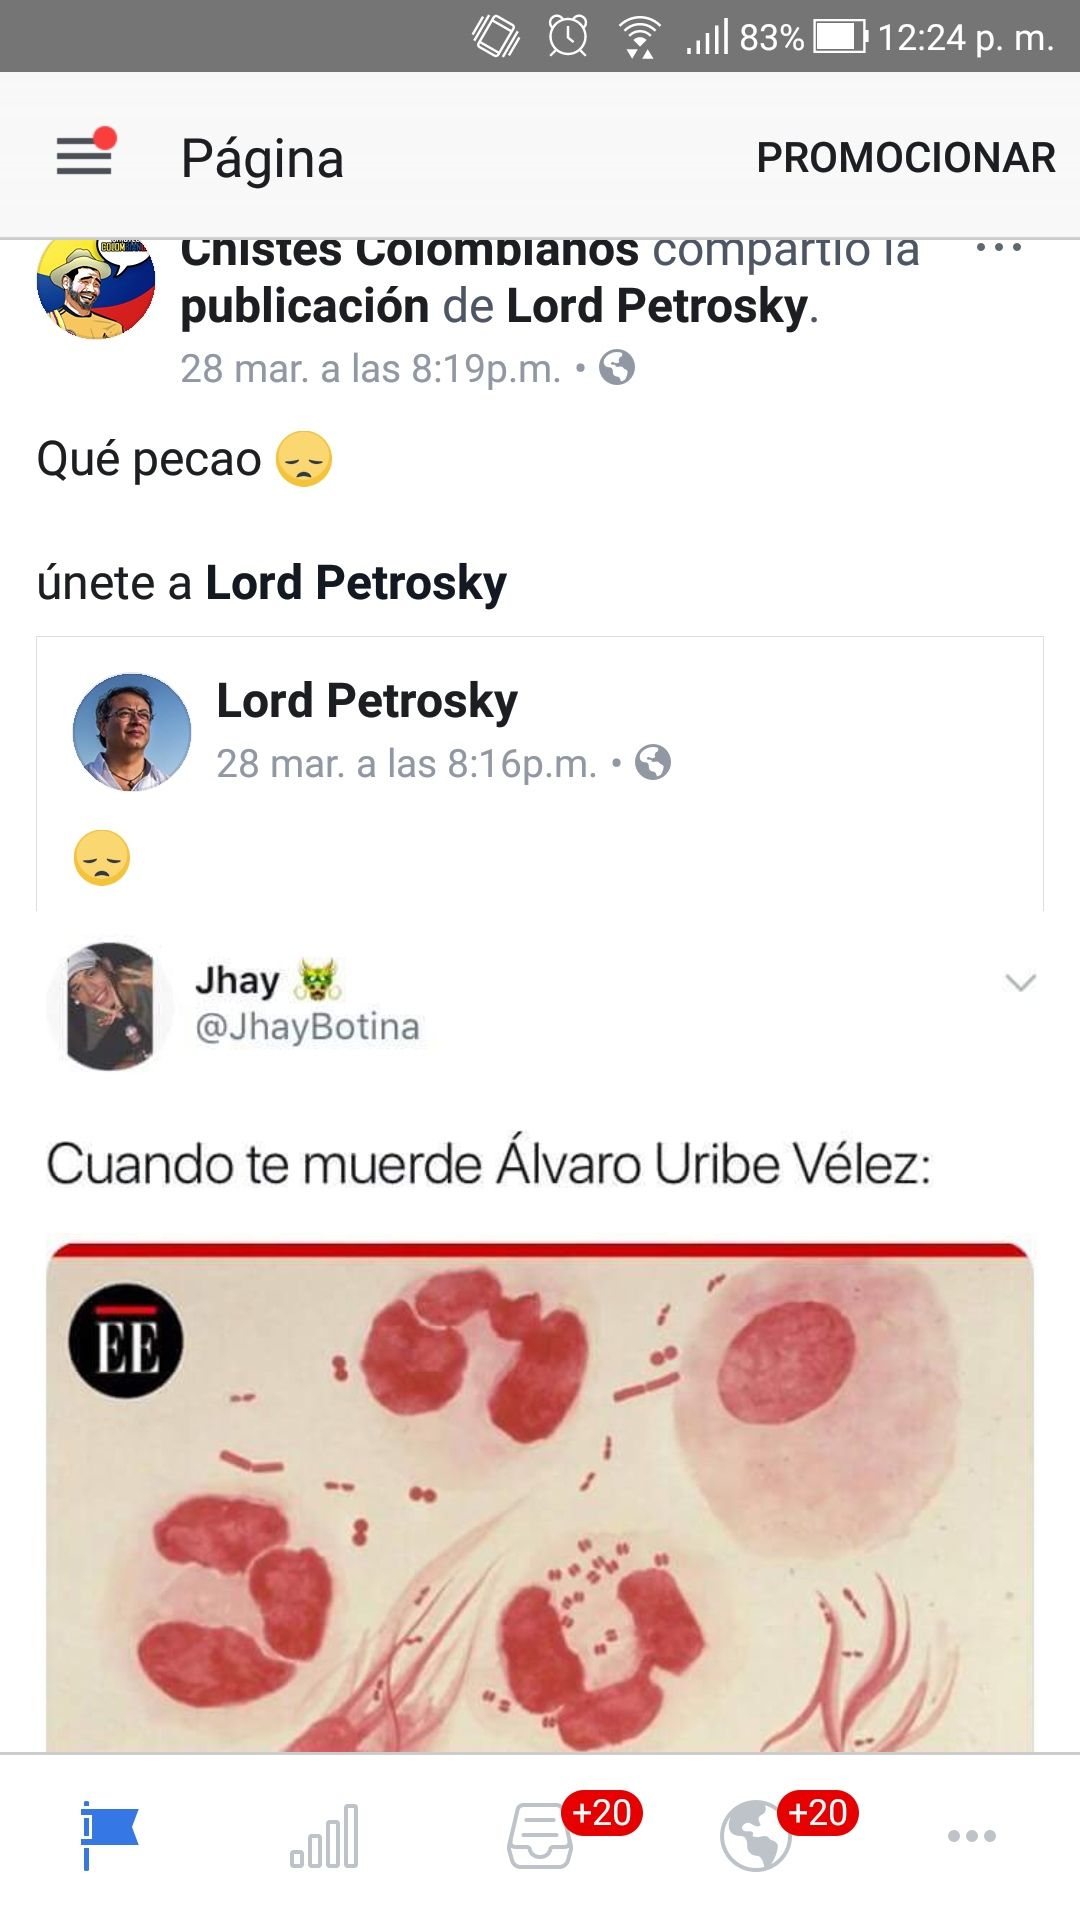 83% 12:24 p. m.
Página PROMOCIONAR
Chistes Colombianos compartió la
publicación de Lord Petrosky.
28 mar. a las 8:19p.m. •
Qué pecao 😞
únete a Lord Petrosky
Lord Petrosky
28 mar. a las 8:16p.m. •
😞
Jhay
@JhayBotina
Cuando te muerde Álvaro Uribe Vélez:
EE
+20 +20